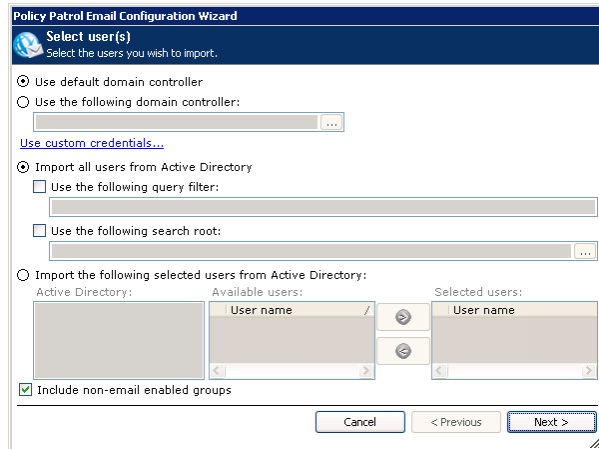 Policy Patrol Email Configuration Wizard
Select user(s)
Select the users you wish to import.
Use default domain controller
Use the following domain controller:
...
Use custom credentials...
Import all users from Active Directory
Use the following query filter:
Use the following search root:
...
Import the following selected users from Active Directory:
Active Directory: Available users: Selected users:
User name / User name
Include non-email enabled groups
Cancel < Previous Next >